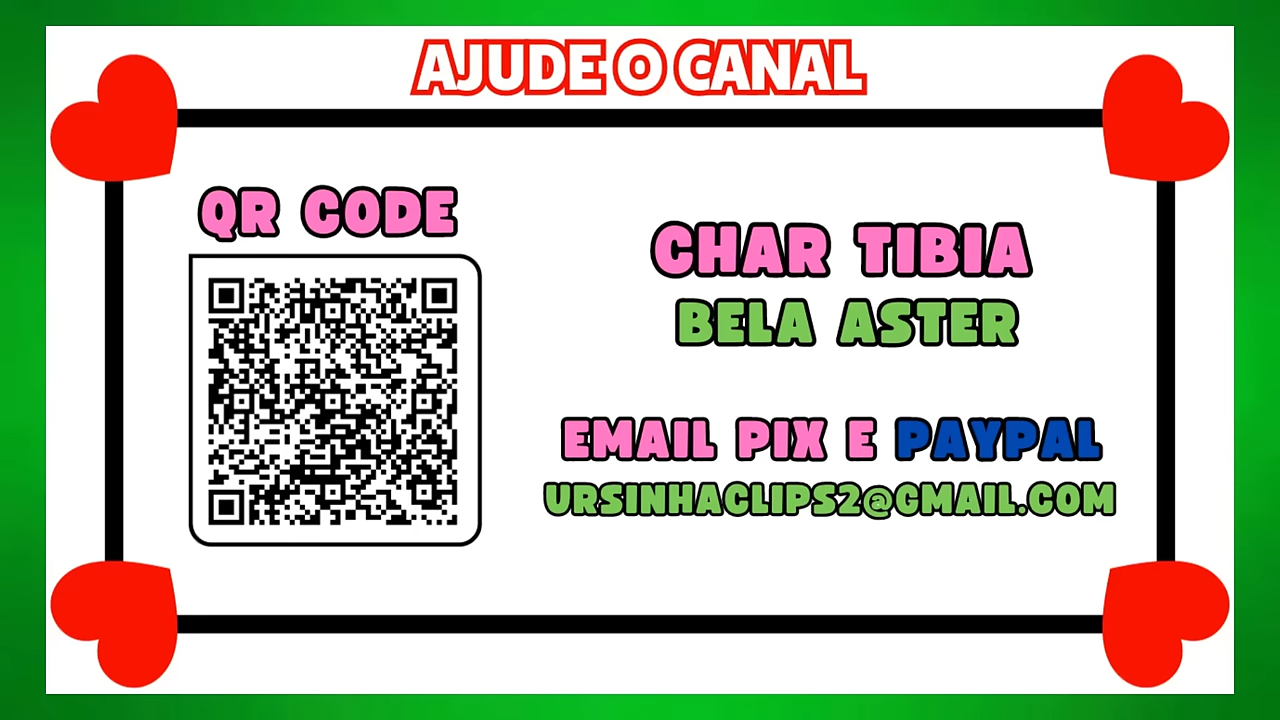 AJUDE O CANAL
QR CODE
CHAR TIBIA
BELA ASTER
EMAIL PIX E PAYPAL
URSINHACLIPS2@GMAIL.COM